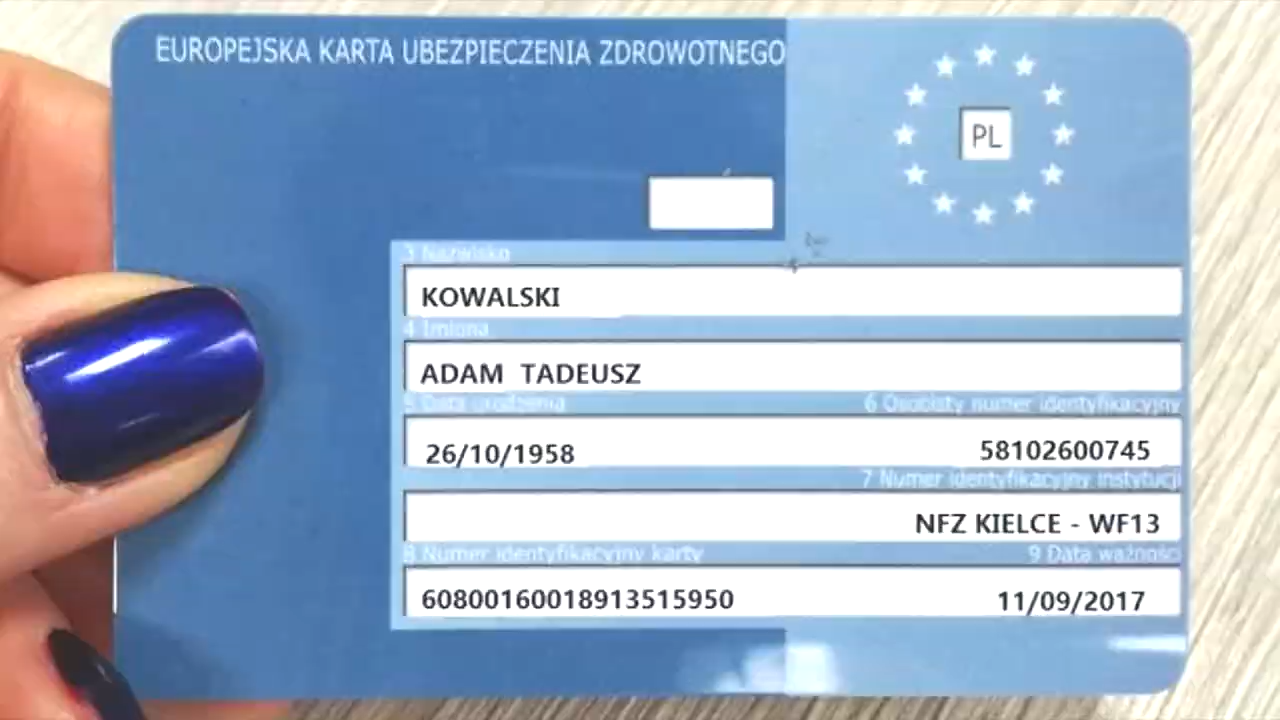 EUROPEJSKA KARTA UBEZPIECZENIA ZDROWOTNEGO
PL
3 Nazwisko
KOWALSKI
4 Imiona
ADAM TADEUSZ
5 Data urodzenia 6 Osobisty numer identyfikacyjny
26/10/1958 58102600745
7 Numer identyfikacyjny instytucji
NFZ KIELCE - WF13
8 Numer identyfikacyjny karty 9 Data ważności
60800160018913515950 11/09/2017